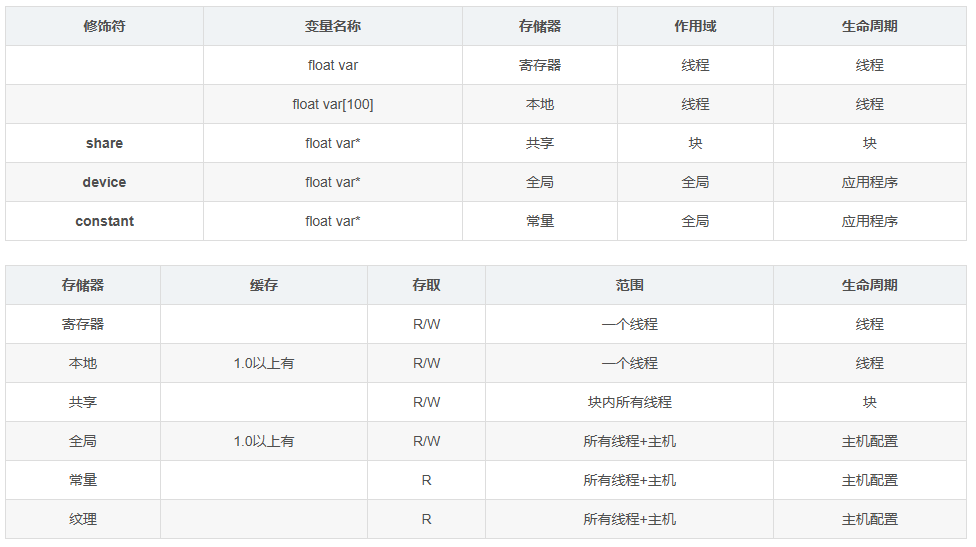 修饰符 变量名称 存储器 作用域 生命周期
float var 寄存器 线程 线程
float var[100] 本地 线程 线程
share float var* 共享 块 块
device float var* 全局 全局 应用程序
constant float var* 常量 全局 应用程序
存储器 缓存 存取 范围 生命周期
寄存器 R/W 一个线程 线程
本地 1.0以上有 R/W 一个线程 线程
共享 R/W 块内所有线程 块
全局 1.0以上有 R/W 所有线程+主机 主机配置
常量 R 所有线程+主机 主机配置
纹理 R 所有线程+主机 主机配置